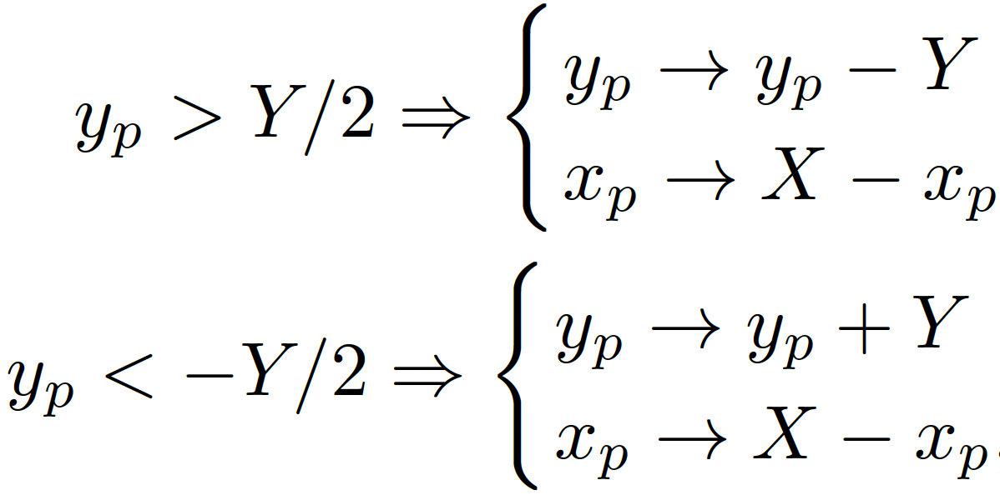 y_p > Y/2 ⇒ { y_p → y_p − Y
x_p → X − x_p
y_p < −Y/2 ⇒ { y_p → y_p + Y
x_p → X − x_p.